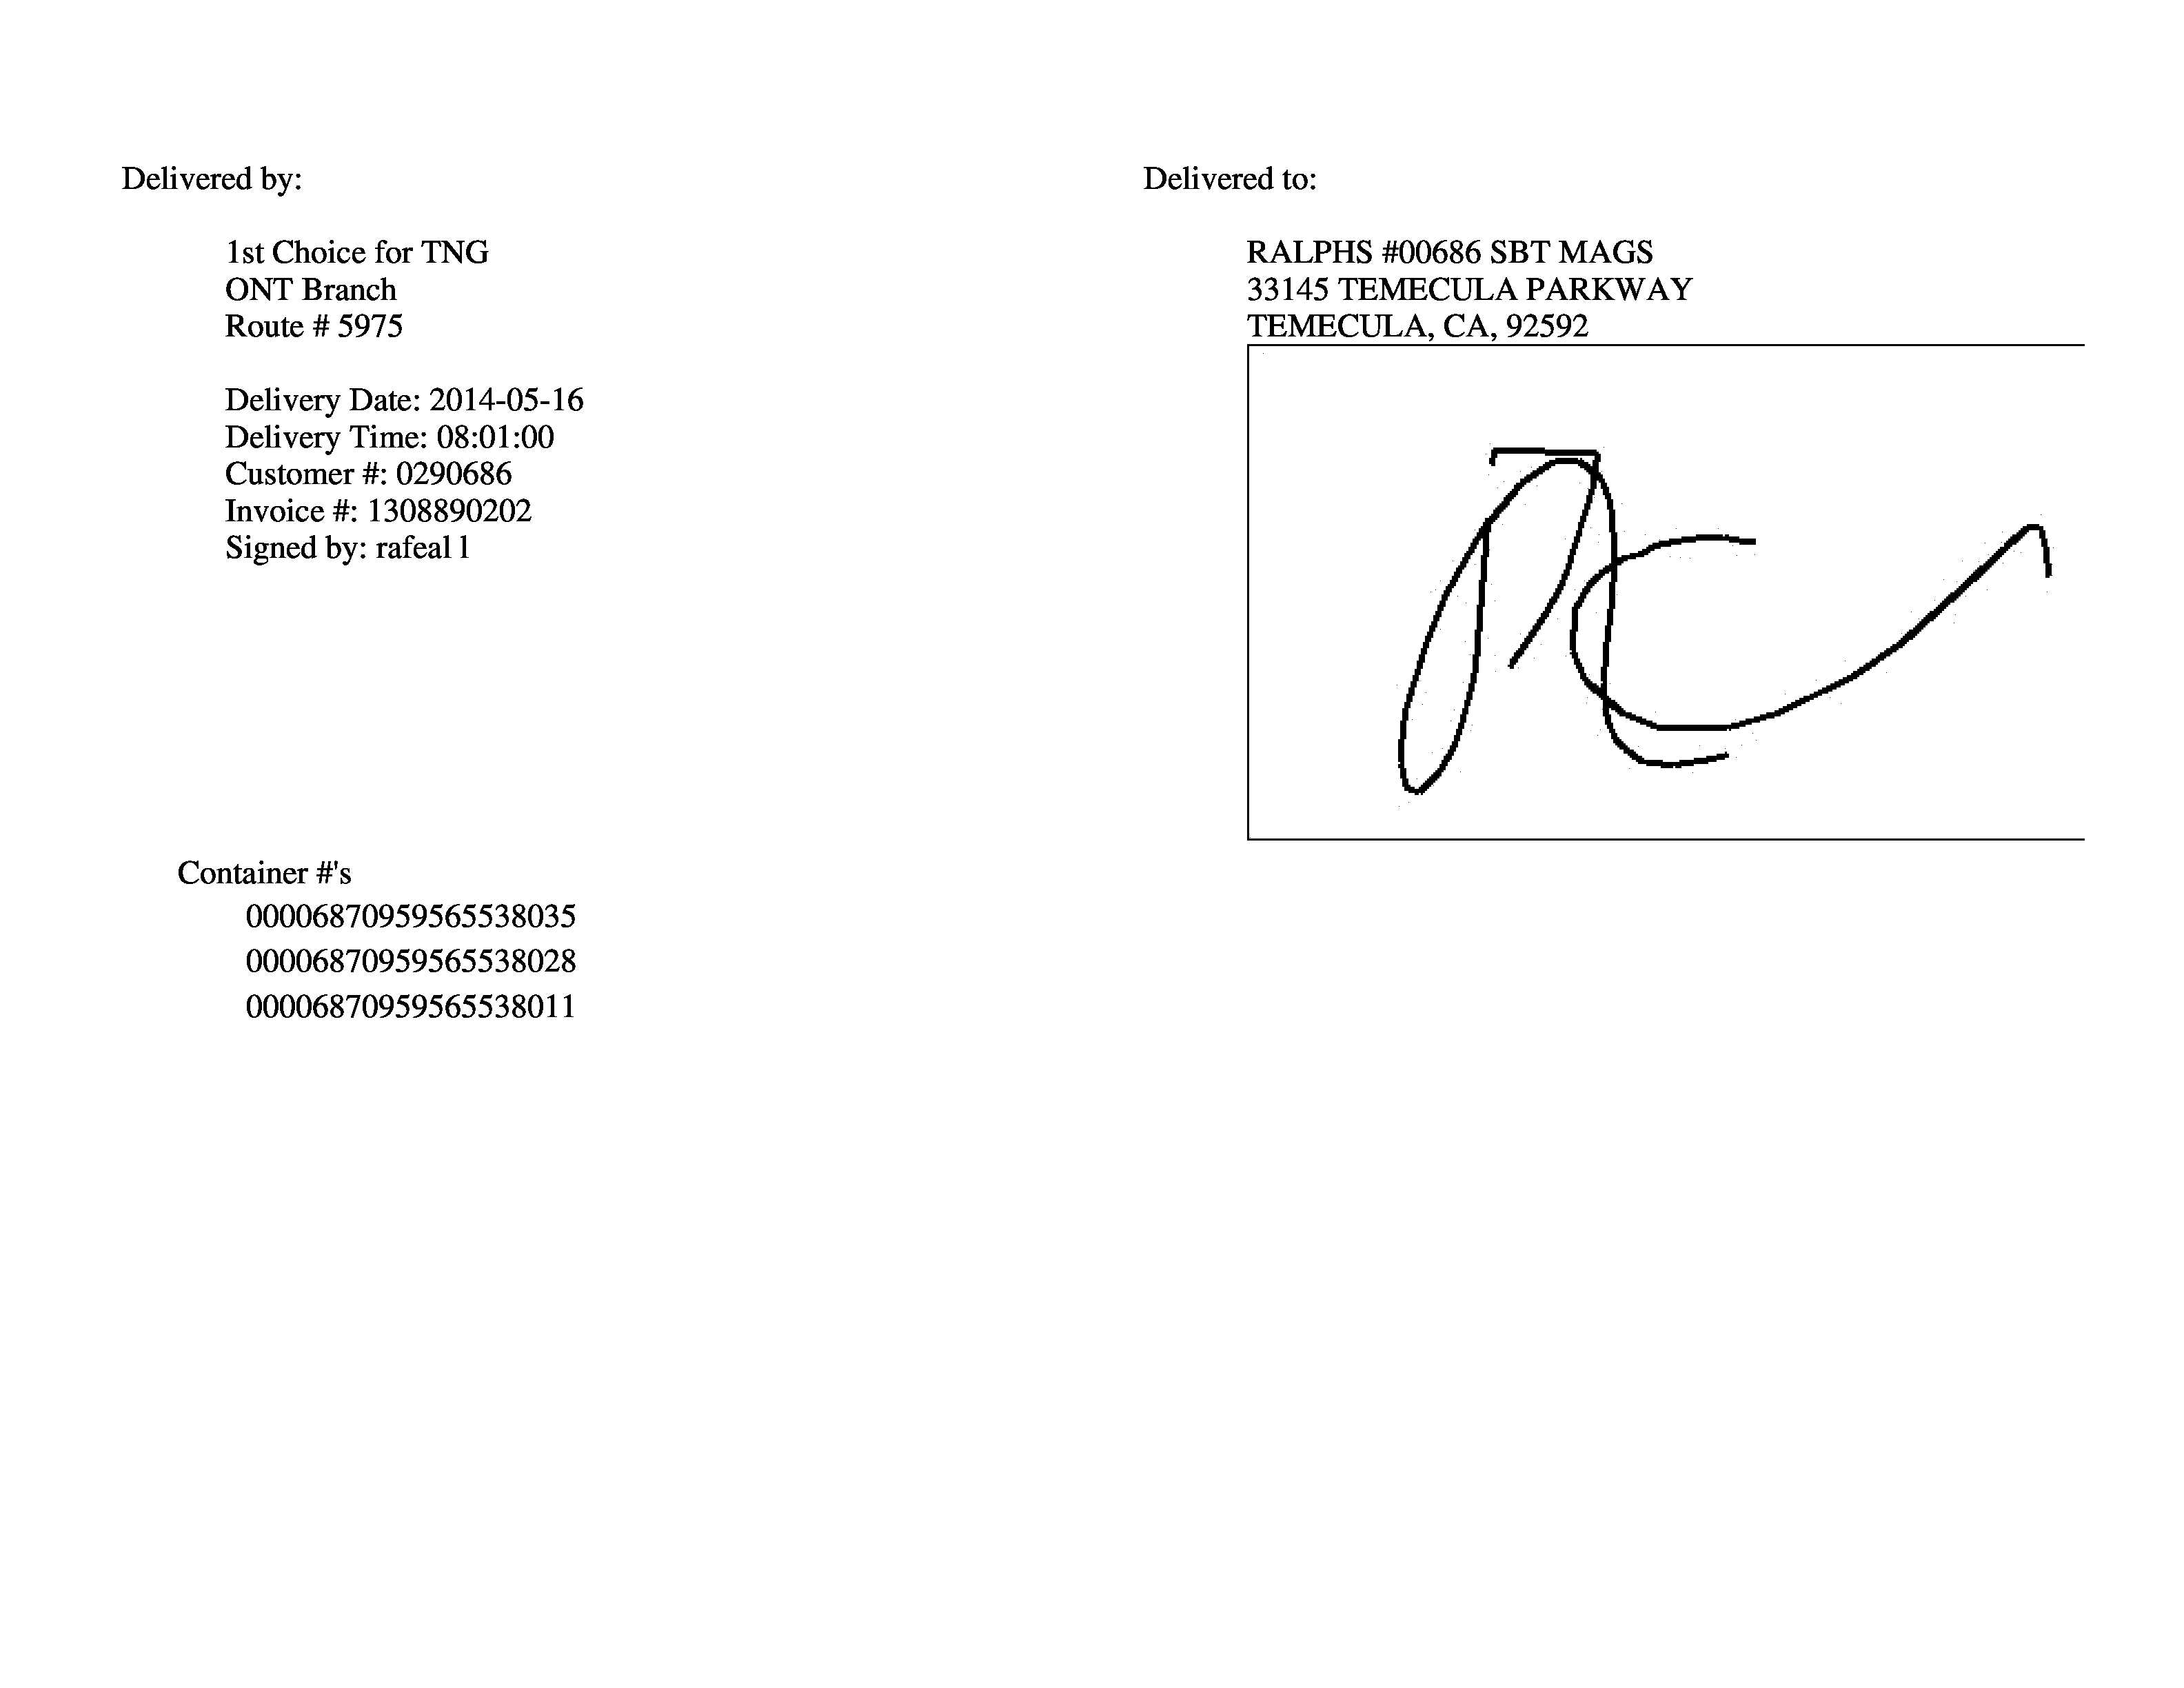 Delivered by:
1st Choice for TNG
ONT Branch
Route # 5975
Delivery Date: 2014-05-16
Delivery Time: 08:01:00
Customer #: 0290686
Invoice #: 1308890202
Signed by: rafeal l
Delivered to:
RALPHS #00686 SBT MAGS
33145 TEMECULA PARKWAY
TEMECULA, CA, 92592
Container #'s
00006870959565538035
00006870959565538028
00006870959565538011